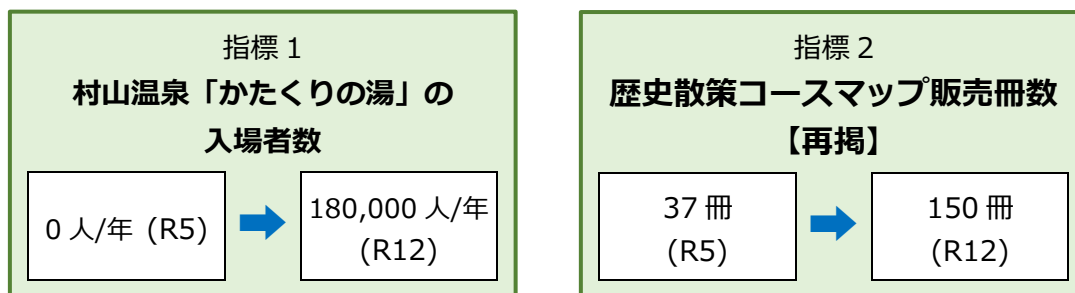 指標 1
村山温泉「かたくりの湯」の
入場者数
0 人/年 (R5)
180,000 人/年
(R12)
指標 2
歴史散策コースマップ販売冊数
【再掲】
37 冊
(R5)
150 冊
(R12)